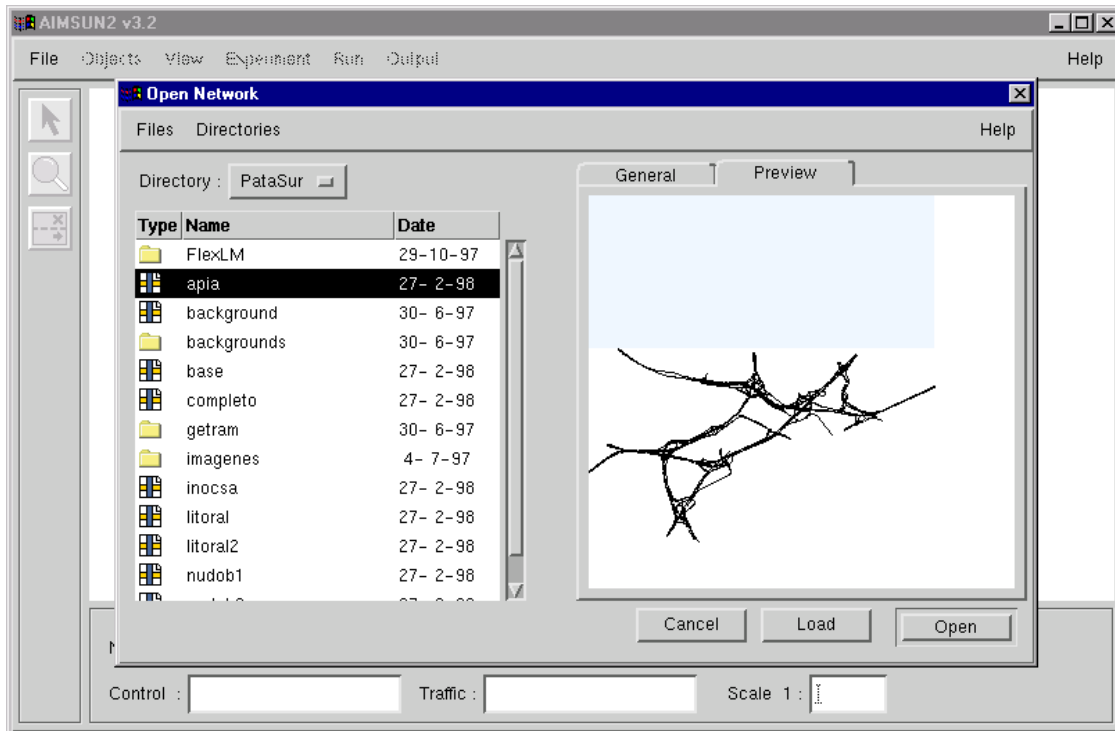 AIMSUN2 v3.2
File Objects View Experiment Run Output Help
Open Network
Files Directories Help
Directory : PataSur
General Preview
Type Name Date
FlexLM 29-10-97
apia 27- 2-98
background 30- 6-97
backgrounds 30- 6-97
base 27- 2-98
completo 27- 2-98
getram 30- 6-97
imagenes 4- 7-97
inocsa 27- 2-98
litoral 27- 2-98
litoral2 27- 2-98
nudob1 27- 2-98
Cancel Load Open
Control : Traffic : Scale 1 :